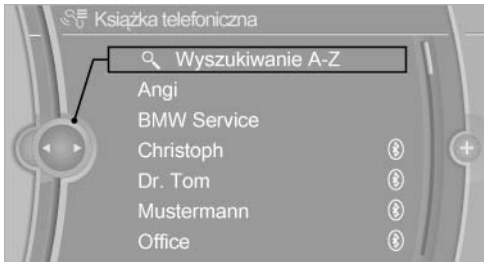 Książka telefoniczna
Wyszukiwanie A-Z
Angi
BMW Service
Christoph
Dr. Tom
Mustermann
Office